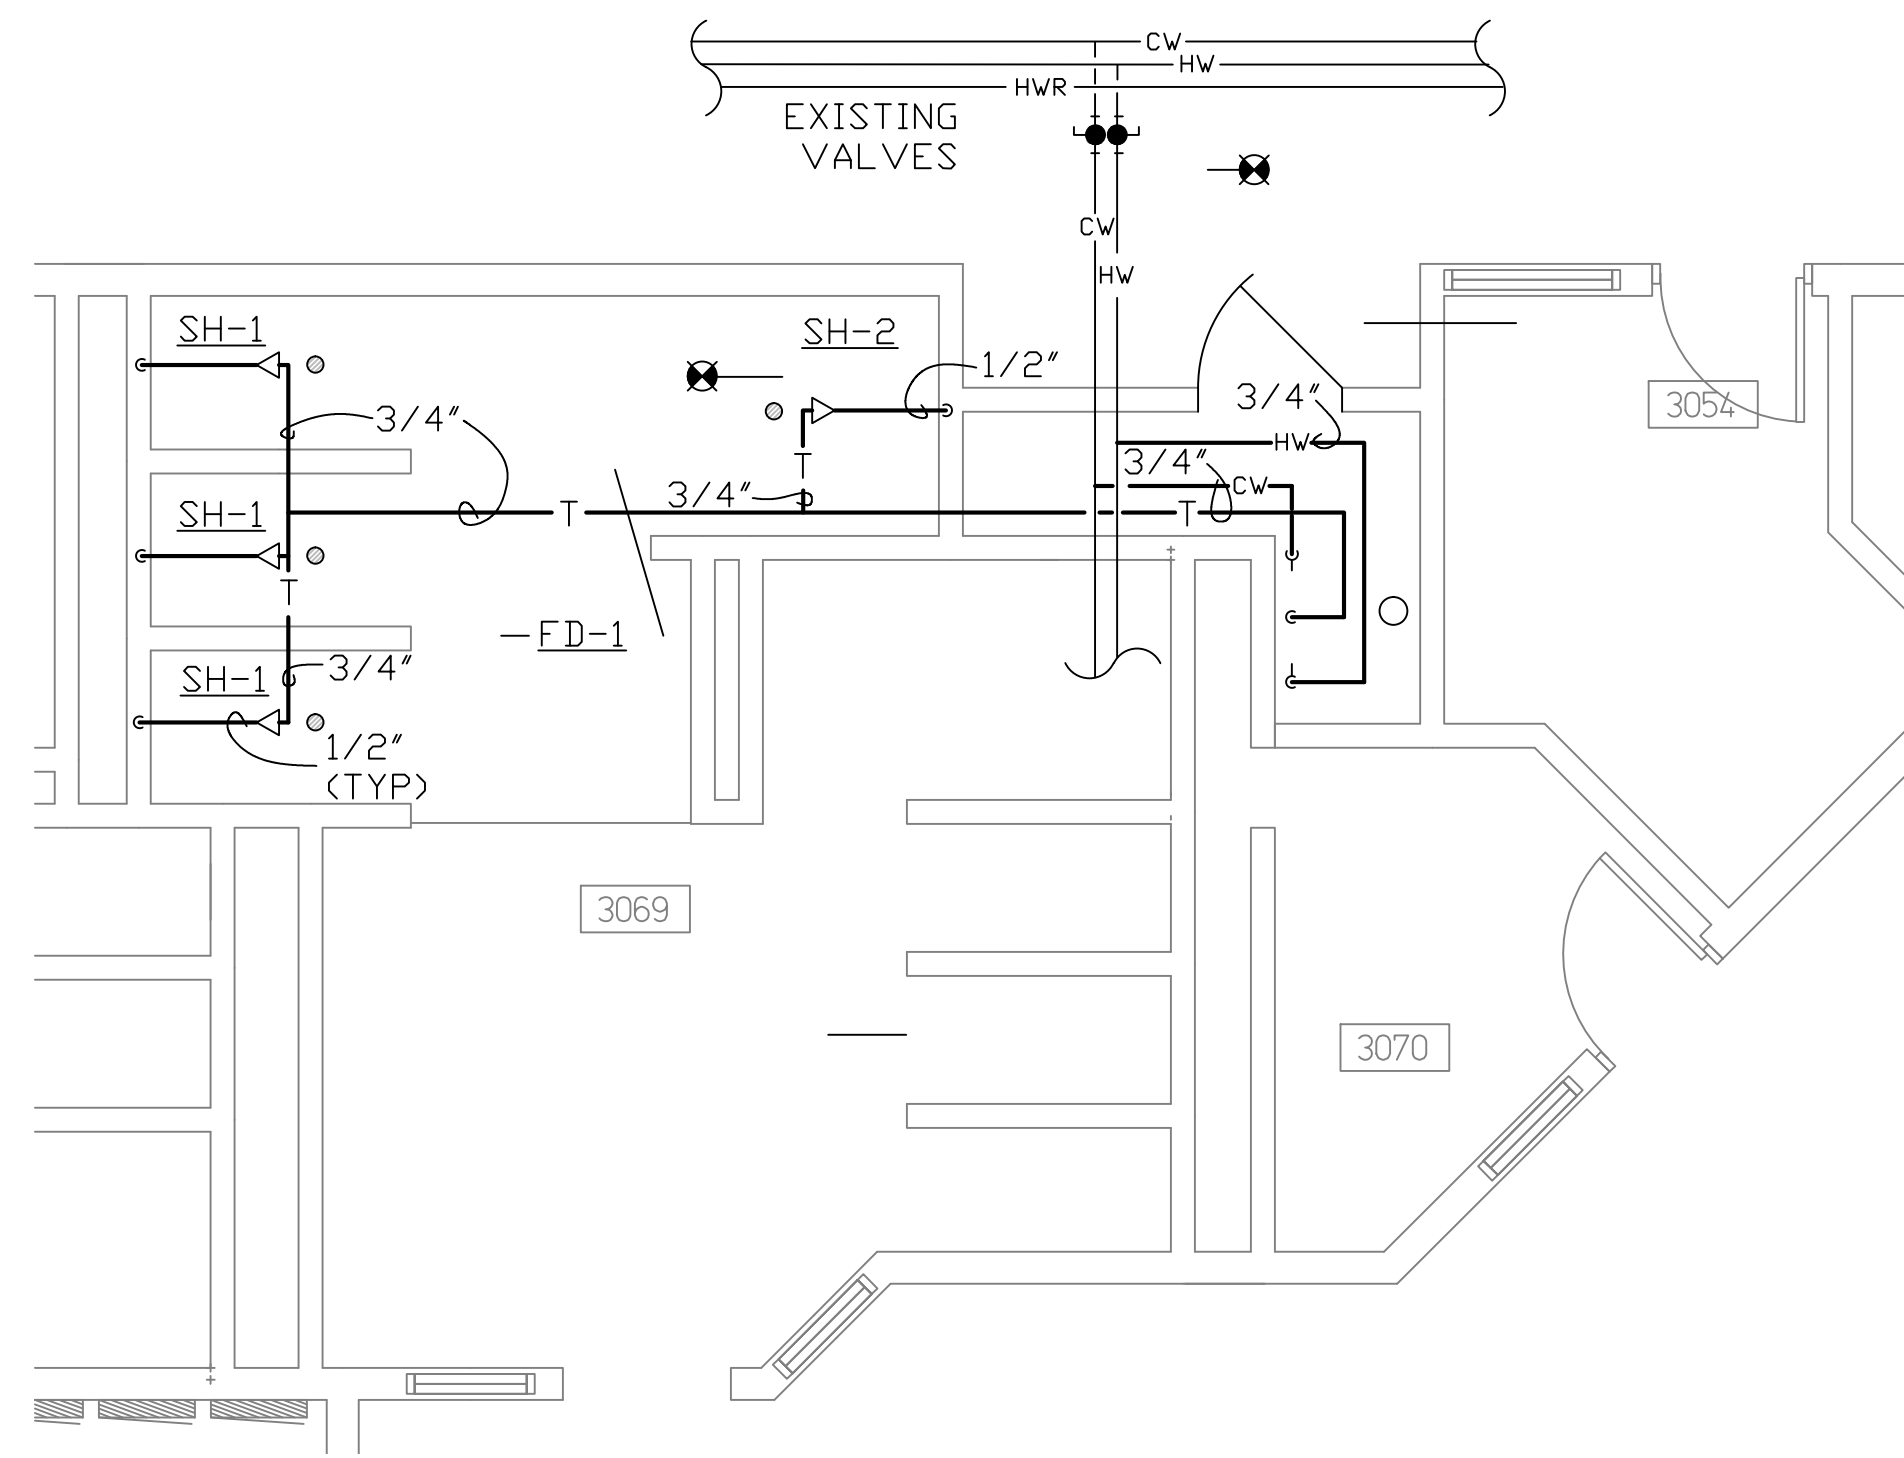 CW
HW
HWR
EXISTING
VALVES
CW
HW
SH-1
SH-2
1/2"
3/4"
3/4"
3054
HW
3/4"
3/4"
CW
SH-1
T
T
T
T
FD-1
SH-1
3/4"
1/2"
(TYP)
3069
3070